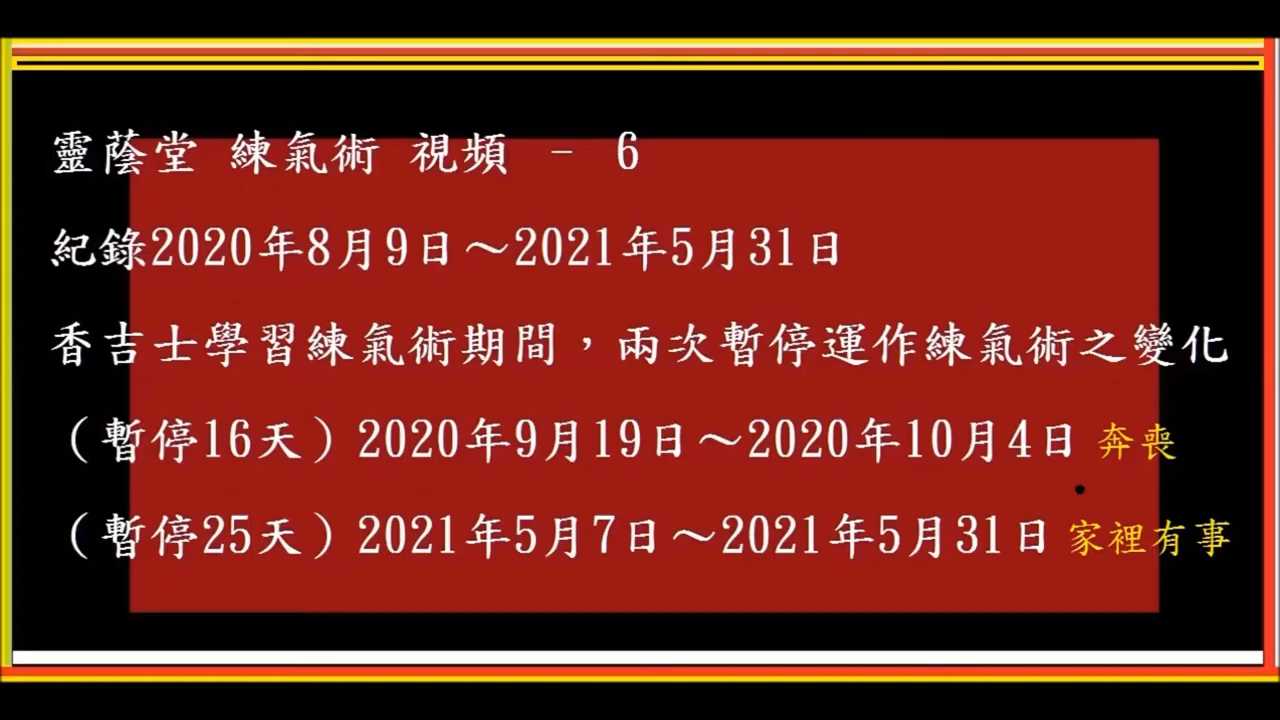 靈蔭堂 練氣術 視頻 - 6
紀錄2020年8月9日～2021年5月31日
香吉士學習練氣術期間，兩次暫停運作練氣術之變化
（暫停16天）2020年9月19日～2020年10月4日 奔喪
（暫停25天）2021年5月7日～2021年5月31日 家裡有事